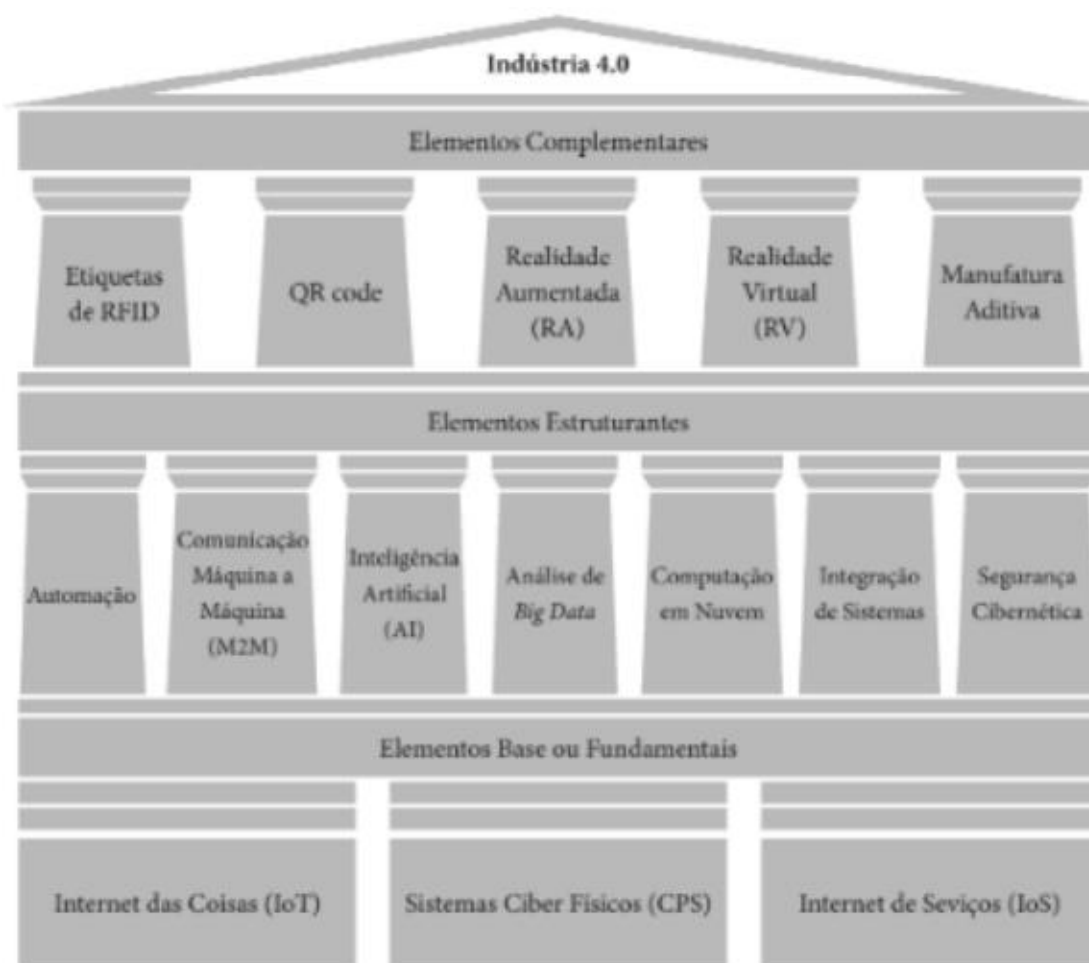 Indústria 4.0
Elementos Complementares
Etiquetas
de RFID
QR code
Realidade
Aumentada
(RA)
Realidade
Virtual
(RV)
Manufatura
Aditiva
Elementos Estruturantes
Automação
Comunicação
Máquina a
Máquina
(M2M)
Inteligência
Artificial
(AI)
Análise de
Big Data
Computação
em Nuvem
Integração
de Sistemas
Segurança
Cibernética
Elementos Base ou Fundamentais
Internet das Coisas (IoT)
Sistemas Ciber Físicos (CPS)
Internet de Seviços (IoS)